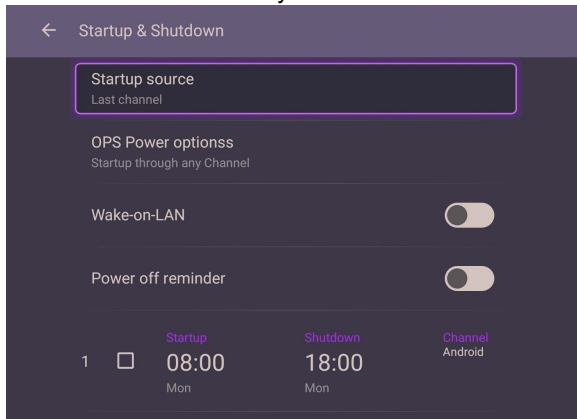 Startup & Shutdown
Startup source
Last channel
OPS Power optionss
Startup through any Channel
Wake-on-LAN
Power off reminder
Startup Shutdown Channel
1 08:00 18:00 Android
Mon Mon